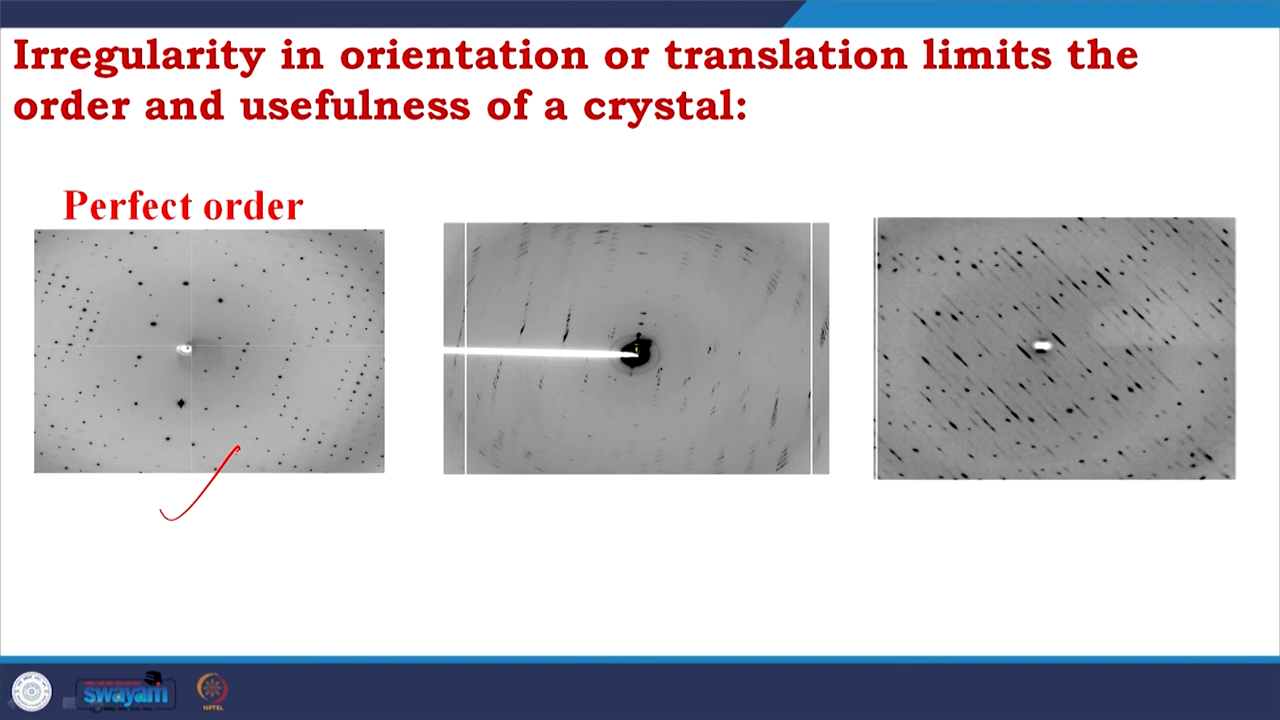 Irregularity in orientation or translation limits the
order and usefulness of a crystal:
Perfect order
swayam
NPTEL